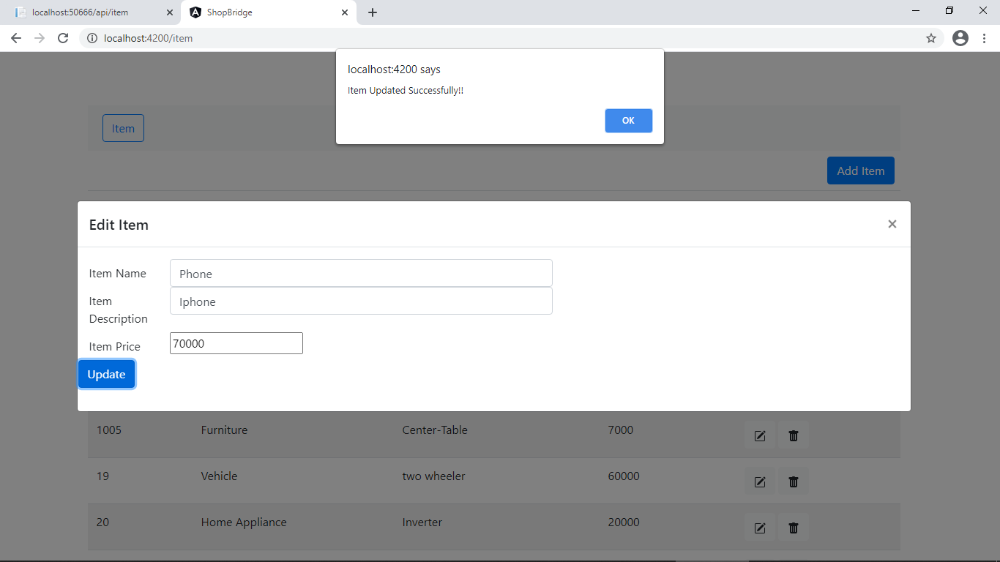 localhost:50666/api/item
ShopBridge
localhost:4200/item
localhost:4200 says
Item Updated Successfully!!
OK
Item
Add Item
Edit Item
×
Item Name
Phone
Item Description
Iphone
Item Price
70000
Update
1005 Furniture Center-Table 7000
19 Vehicle two wheeler 60000
20 Home Appliance Inverter 20000